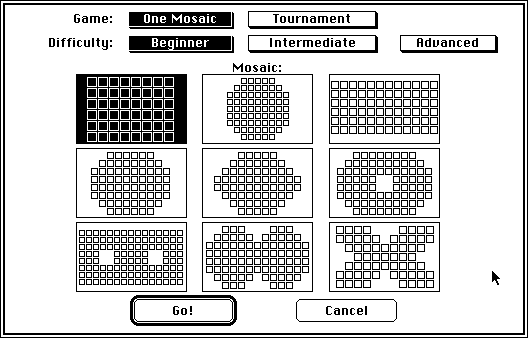 Game: One Mosaic Tournament
Difficulty: Beginner Intermediate Advanced
Mosaic:
Go! Cancel